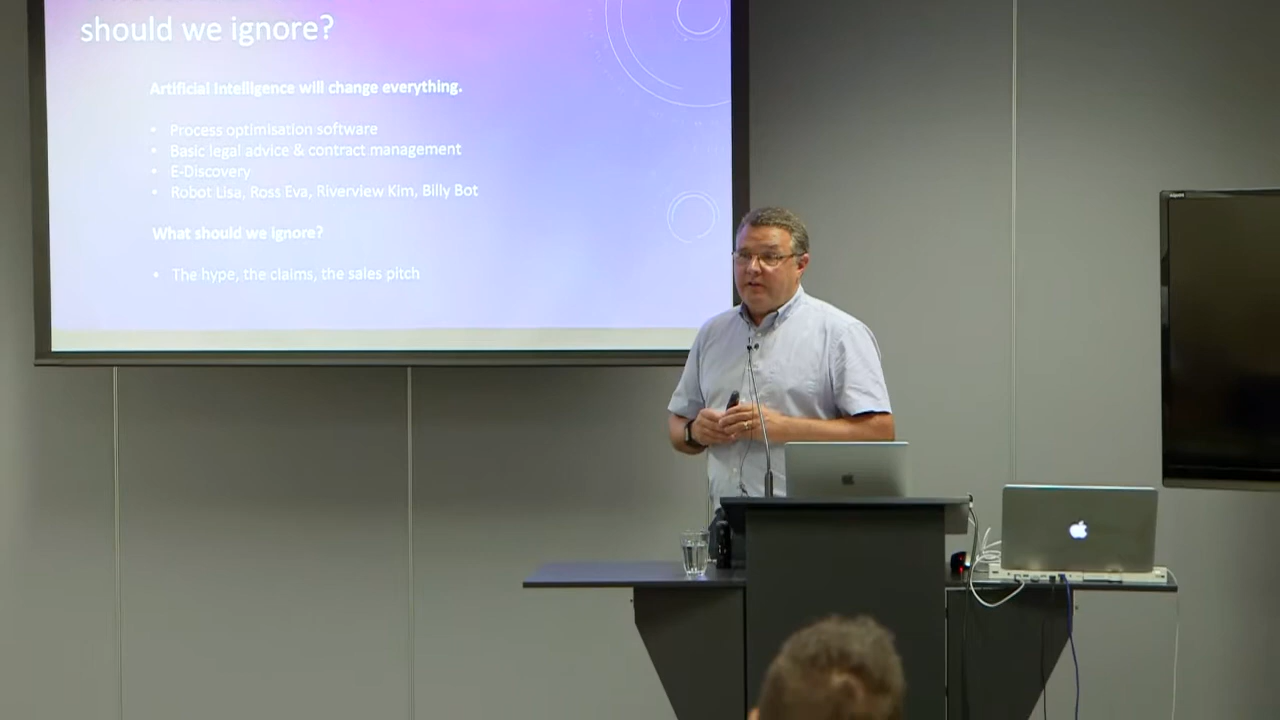 should we ignore?
Artificial Intelligence will change everything.
• Process optimisation software
• Basic legal advice & contract management
• E-Discovery
• Robot Lisa, Ross Eva, Riverview Kim, Billy Bot
What should we ignore?
• The hype, the claims, the sales pitch